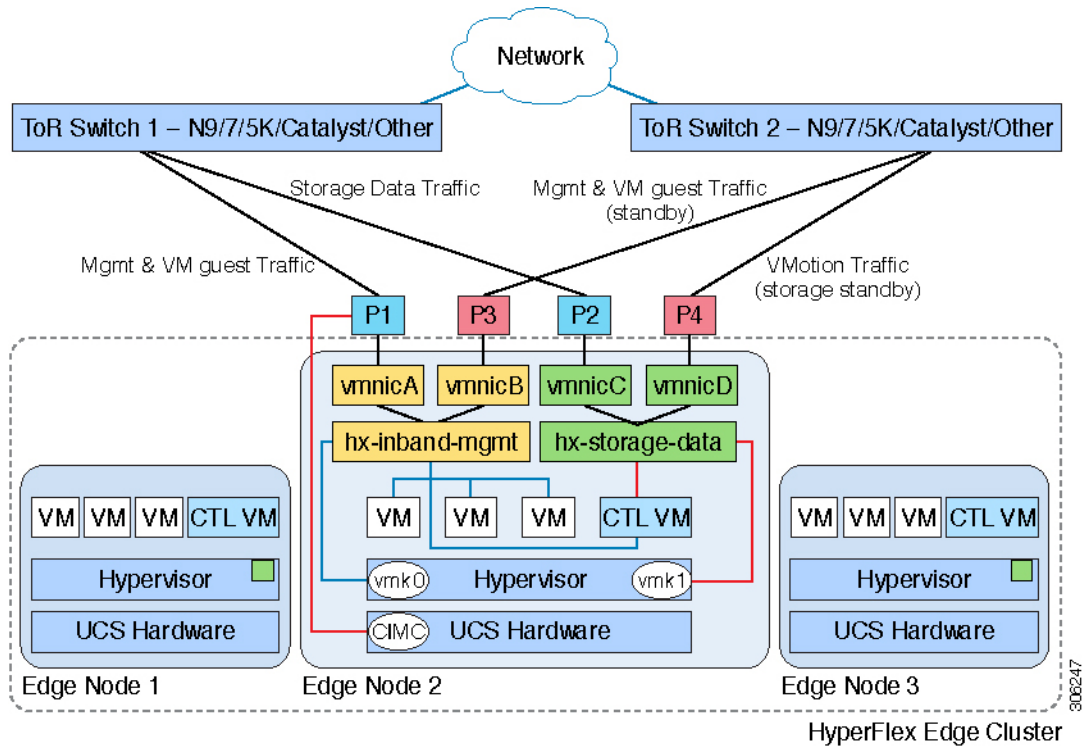 Network
ToR Switch 1 – N9/7/5K/Catalyst/Other
ToR Switch 2 – N9/7/5K/Catalyst/Other
Storage Data Traffic
Mgmt & VM guest Traffic
(standby)
Mgmt & VM guest Traffic
VMotion Traffic
(storage standby)
P1
P3
P2
P4
vmnicA
vmnicB
vmnicC
vmnicD
hx-inband-mgmt
hx-storage-data
VM
VM
VM
CTL VM
Hypervisor
UCS Hardware
Edge Node 1
VM
VM
VM
CTL VM
vmk0
Hypervisor
vmk1
CIMC
UCS Hardware
Edge Node 2
VM
VM
VM
CTL VM
Hypervisor
UCS Hardware
Edge Node 3
306247
HyperFlex Edge Cluster